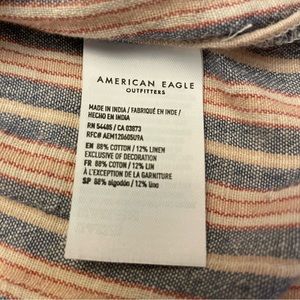 AMERICAN EAGLE
OUTFITTERS
MADE IN INDIA / FABRIQUÉ EN INDE /
HECHO EN INDIA
RN 54485 / CA 03873
RFC# AEM120605U9A
EN 88% COTTON / 12% LINEN
EXCLUSIVE OF DECORATION
FR 88% COTTON / 12% LIN
À L'EXCEPTION DE LA GARNITURE
SP 88% algodón / 12% Lino